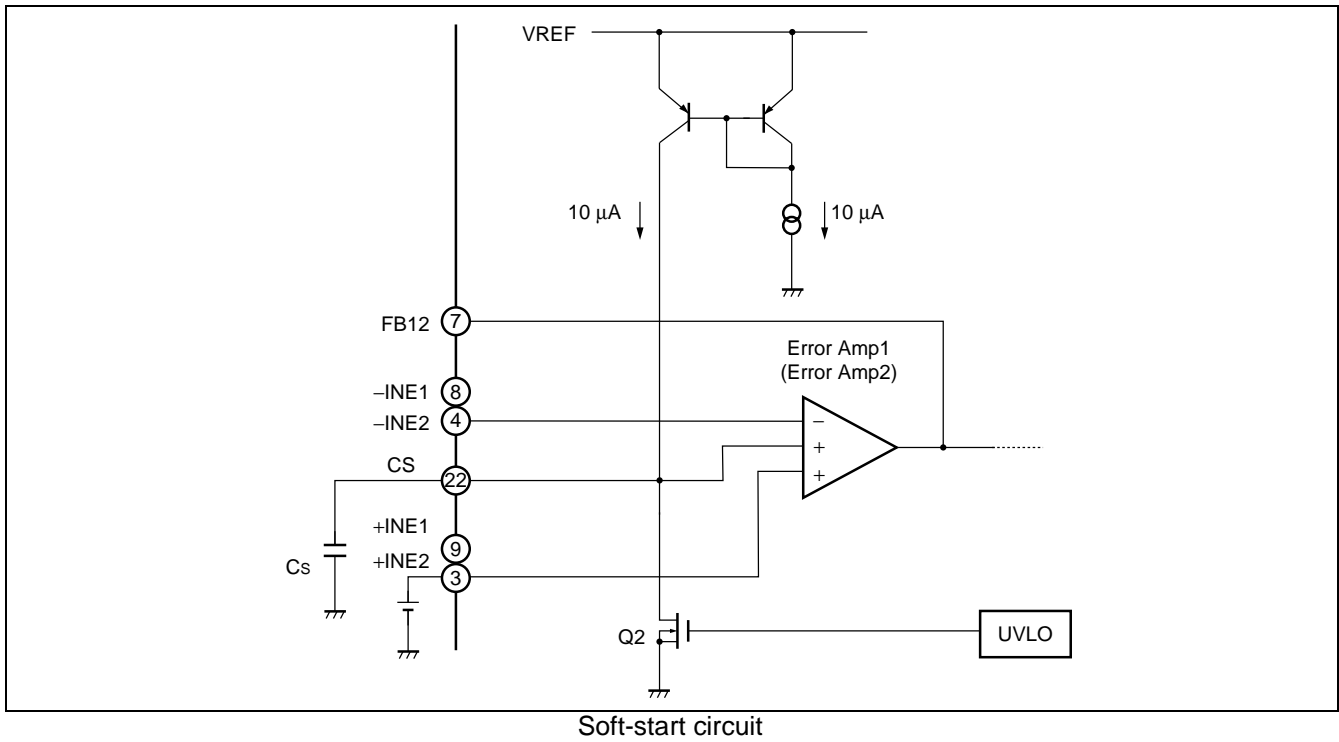 VREF
10 μA
10 μA
FB12
7
Error Amp1
(Error Amp2)
−INE1
8
−INE2
4
−
+
CS
22
+
+INE1
9
Cs
+INE2
3
Q2
UVLO
Soft-start circuit